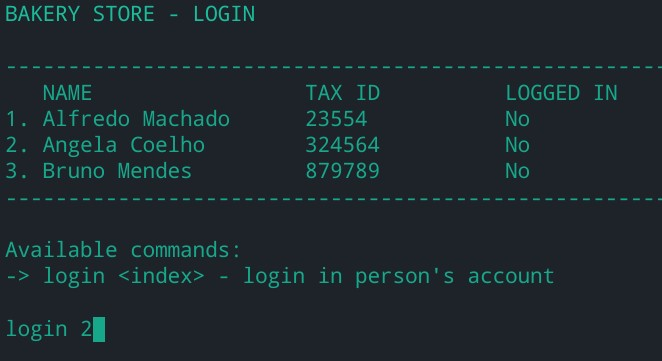 BAKERY STORE - LOGIN
-----------------------------------------------------
NAME TAX ID LOGGED IN
1. Alfredo Machado 23554 No
2. Angela Coelho 324564 No
3. Bruno Mendes 879789 No
-----------------------------------------------------
Available commands:
-> login <index> - login in person's account
login 2